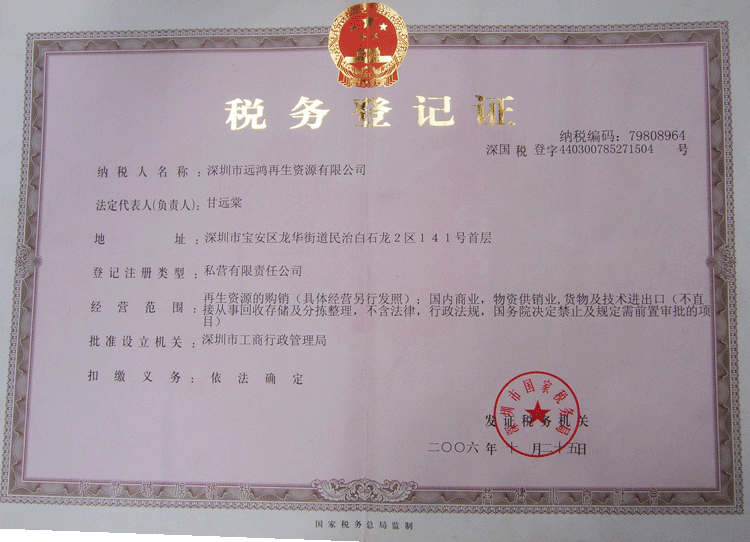 税务登记证
纳税编码：79808964
深国 税 登字440300785271504 号
纳税人名称：深圳市远鸿再生资源有限公司
法定代表人(负责人)：甘远棠
地 址：深圳市宝安区龙华街道民治白石龙２区１４１号首层
登记注册类型：私营有限责任公司
经营范围：再生资源的购销（具体经营另行发照）；国内商业，物资供销业,货物及技术进出口（不直
接从事回收存储及分拣整理，不含法律，行政法规，国务院决定禁止及规定需前置审批的项
目）
批准设立机关：深圳市工商行政管理局
扣缴义务：依法确定
深圳市国家税务局
发证税务机关
二〇〇六年 十 月二十五日
国家税务总局监制